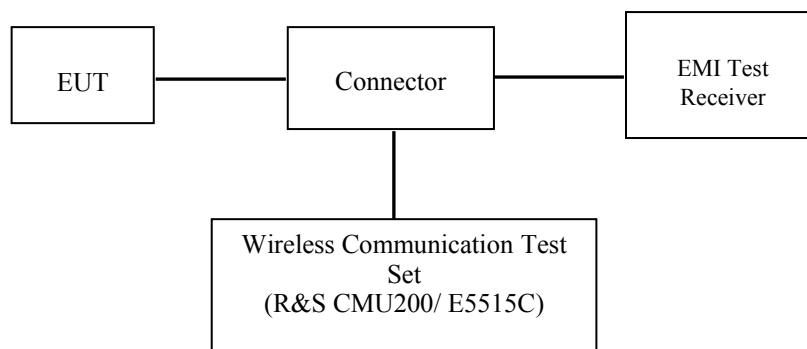 EUT
Connector
EMI Test
Receiver
Wireless Communication Test
Set
(R&S CMU200/ E5515C)